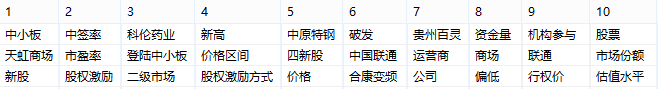 1 2 3 4 5 6 7 8 9 10
中小板 中签率 科伦药业 新高 中原特钢 破发 贵州百灵 资金量 机构参与 股票
天虹商场 市盈率 登陆中小板 价格区间 四新股 中国联通 运营商 商场 联通 市场份额
新股 股权激励 二级市场 股权激励方式 价格 合康变频 公司 偏低 行权价 估值水平